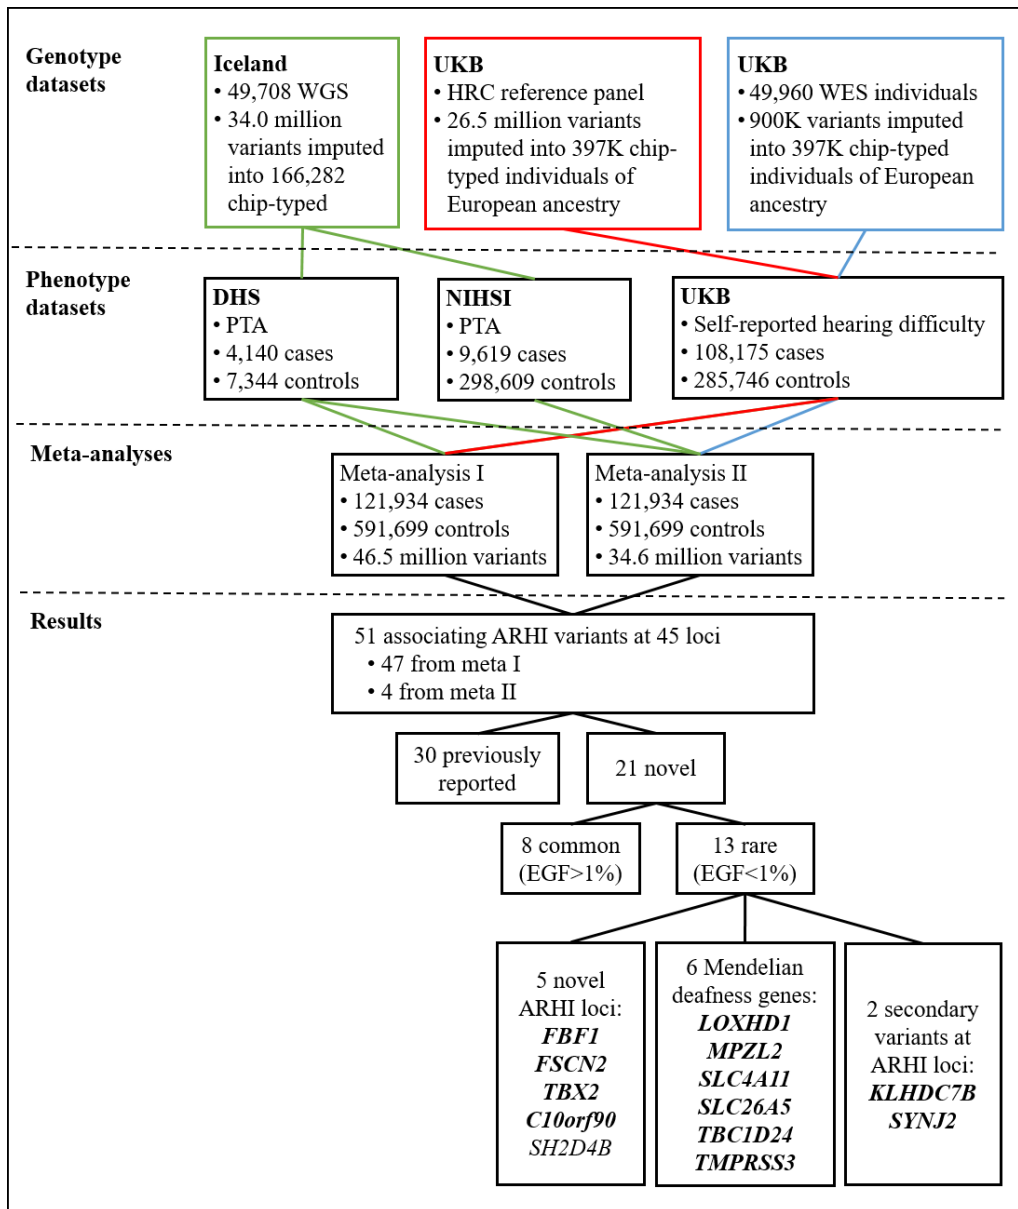 Genotype
datasets
Iceland
• 49,708 WGS
• 34.0 million
variants imputed
into 166,282
chip-typed
UKB
• HRC reference panel
• 26.5 million variants
imputed into 397K chip-
typed individuals of
European ancestry
UKB
• 49,960 WES individuals
• 900K variants imputed
into 397K chip-typed
individuals of European
ancestry
Phenotype
datasets
DHS
• PTA
• 4,140 cases
• 7,344 controls
NIHSI
• PTA
• 9,619 cases
• 298,609 controls
UKB
• Self-reported hearing difficulty
• 108,175 cases
• 285,746 controls
Meta-analyses
Meta-analysis I
• 121,934 cases
• 591,699 controls
• 46.5 million variants
Meta-analysis II
• 121,934 cases
• 591,699 controls
• 34.6 million variants
Results
51 associating ARHI variants at 45 loci
• 47 from meta I
• 4 from meta II
30 previously
reported
21 novel
8 common
(EGF>1%)
13 rare
(EGF<1%)
5 novel
ARHI loci:
FBF1
FSCN2
TBX2
C10orf90
SH2D4B
6 Mendelian
deafness genes:
LOXHD1
MPZL2
SLC4A11
SLC26A5
TBC1D24
TMPRSS3
2 secondary
variants at
ARHI loci:
KLHDC7B
SYNJ2